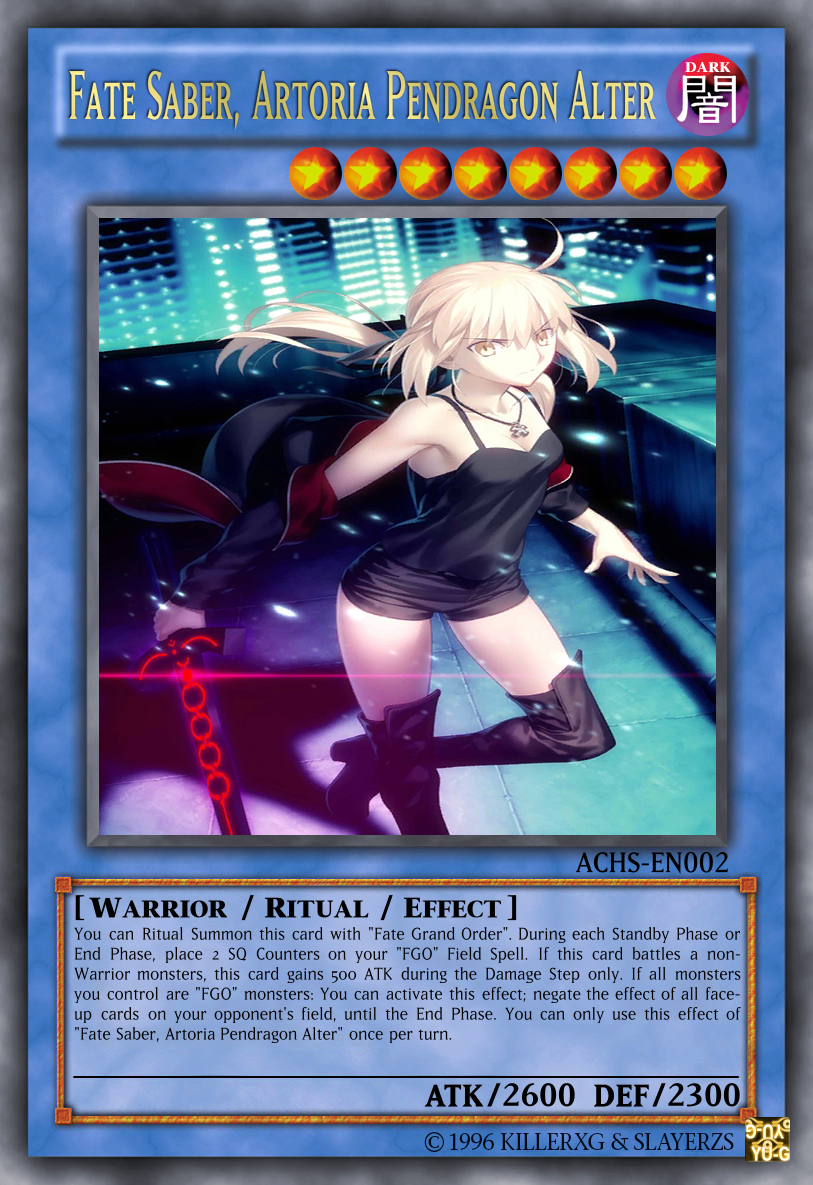 FATE SABER, ARTORIA PENDRAGON ALTER
DARK
闇
ACHS-EN002
[ WARRIOR / RITUAL / EFFECT ]
You can Ritual Summon this card with "Fate Grand Order". During each Standby Phase or
End Phase, place 2 SQ Counters on your "FGO" Field Spell. If this card battles a non-
Warrior monsters, this card gains 500 ATK during the Damage Step only. If all monsters
you control are "FGO" monsters: You can activate this effect; negate the effect of all face-
up cards on your opponent's field, until the End Phase. You can only use this effect of
"Fate Saber, Artoria Pendragon Alter" once per turn.
ATK/2600 DEF/2300
© 1996 KILLERXG & SLAYERZS